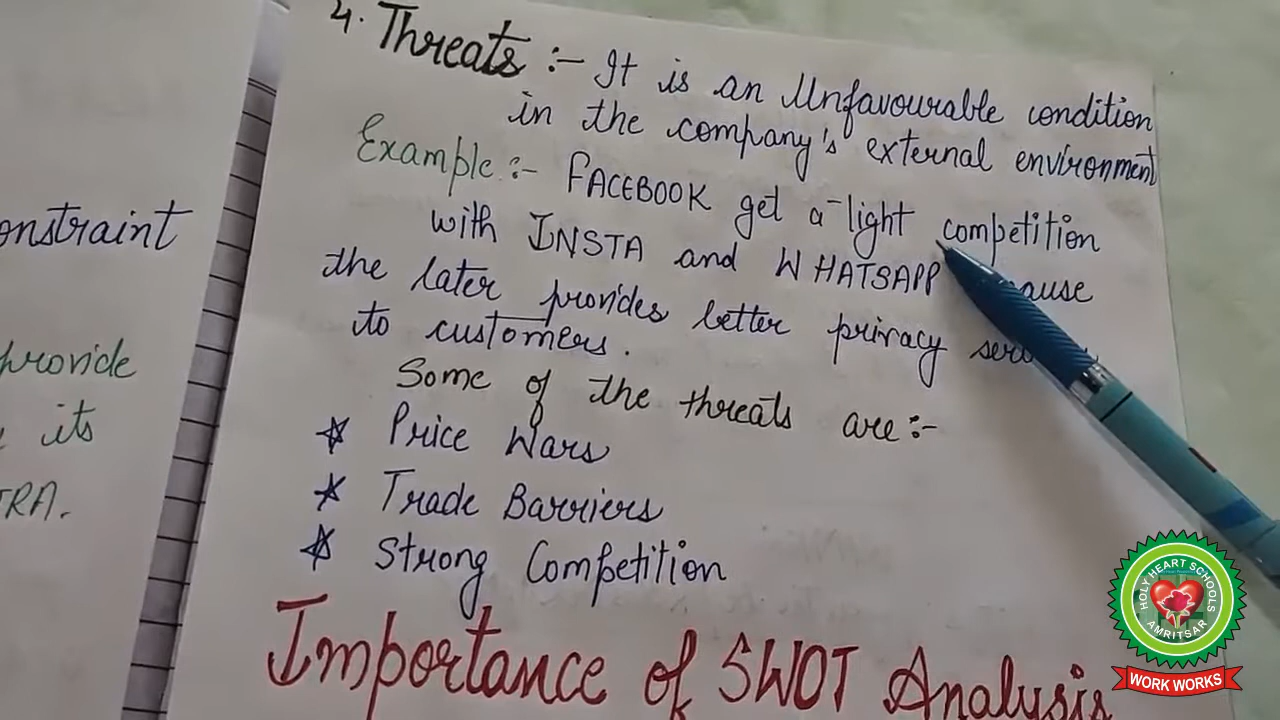 onstraint
provide
its
TRA.
4. Threats :- It is an Unfavourable condition
in the company's external environment
Example :- FACEBOOK get a-light competition
with INSTA and WHATSAPP
the later provides better privacy
to customers.
Some of the threats are :-
Price Wars
Trade Barriers
Strong Competition
Importance of SWOT Analysis
HOLY HEART SCHOOLS
AMRITSAR
WORK WORKS